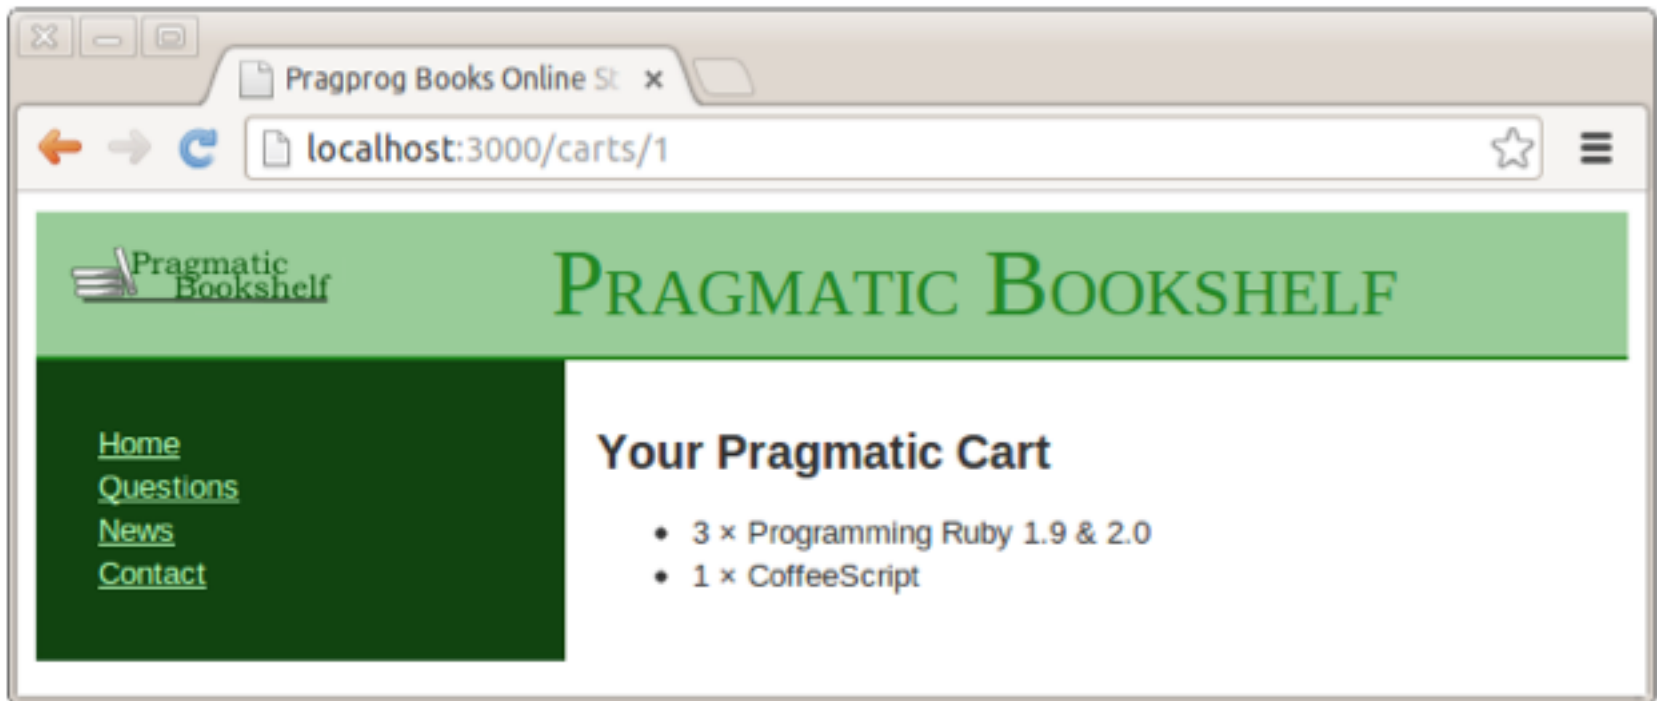 Pragprog Books Online St
localhost:3000/carts/1
Pragmatic
Bookshelf
PRAGMATIC BOOKSHELF
Home
Questions
News
Contact
Your Pragmatic Cart
• 3 × Programming Ruby 1.9 & 2.0
• 1 × CoffeeScript